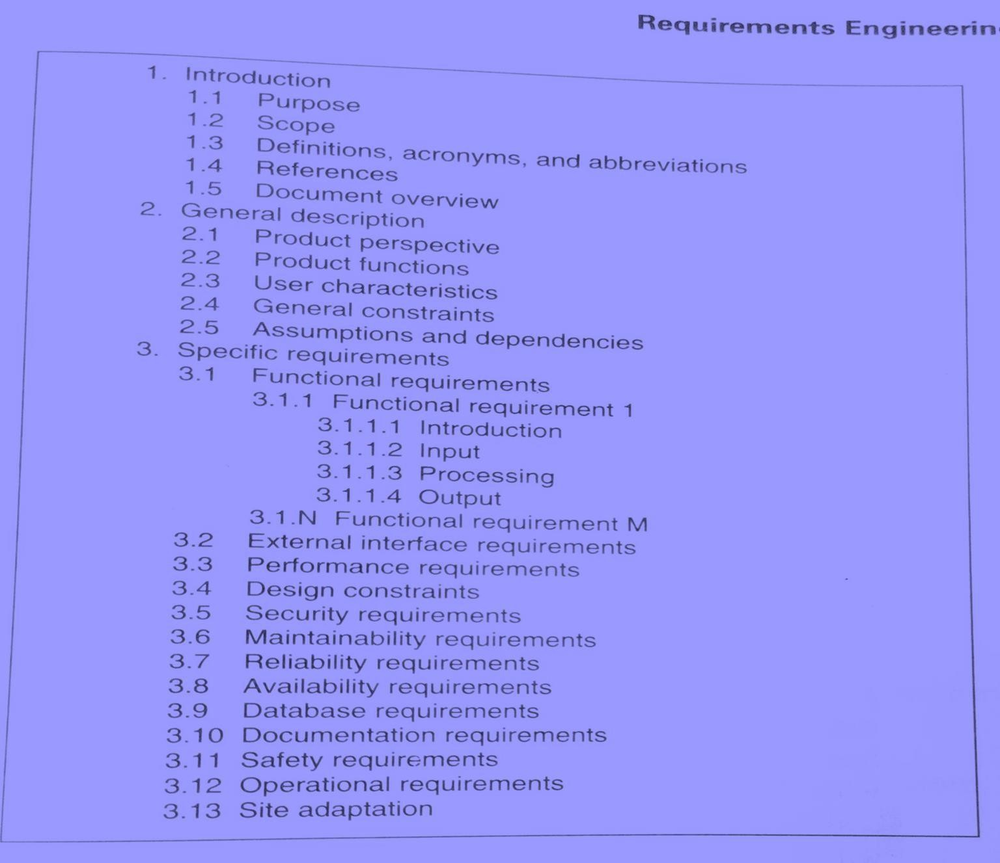 Requirements Engineerin
1. Introduction
1.1 Purpose
1.2 Scope
1.3 Definitions, acronyms, and abbreviations
1.4 References
1.5 Document overview
2. General description
2.1 Product perspective
2.2 Product functions
2.3 User characteristics
2.4 General constraints
2.5 Assumptions and dependencies
3. Specific requirements
3.1 Functional requirements
3.1.1 Functional requirement 1
3.1.1.1 Introduction
3.1.1.2 Input
3.1.1.3 Processing
3.1.1.4 Output
3.1.N Functional requirement M
3.2 External interface requirements
3.3 Performance requirements
3.4 Design constraints
3.5 Security requirements
3.6 Maintainability requirements
3.7 Reliability requirements
3.8 Availability requirements
3.9 Database requirements
3.10 Documentation requirements
3.11 Safety requirements
3.12 Operational requirements
3.13 Site adaptation